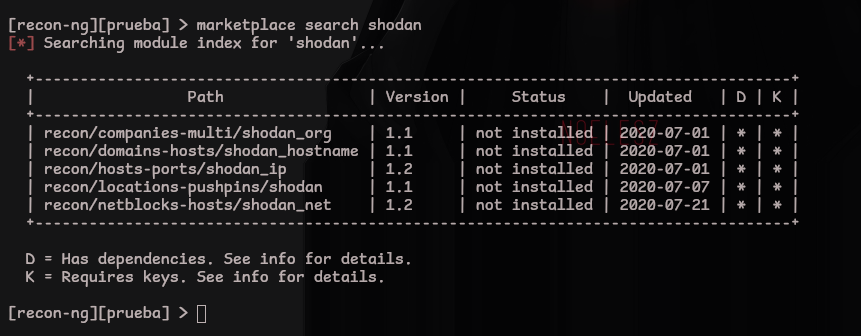 [recon-ng][prueba] > marketplace search shodan
[*] Searching module index for 'shodan'...
+---------------------------------------------------------------------------------------+
| Path | Version | Status | Updated | D | K |
+---------------------------------------------------------------------------------------+
| recon/companies-multi/shodan_org | 1.1 | not installed | 2020-07-01 | * | * |
| recon/domains-hosts/shodan_hostname | 1.1 | not installed | 2020-07-01 | * | * |
| recon/hosts-ports/shodan_ip | 1.2 | not installed | 2020-07-01 | * | * |
| recon/locations-pushpins/shodan | 1.1 | not installed | 2020-07-07 | * | * |
| recon/netblocks-hosts/shodan_net | 1.2 | not installed | 2020-07-21 | * | * |
+---------------------------------------------------------------------------------------+
D = Has dependencies. See info for details.
K = Requires keys. See info for details.
[recon-ng][prueba] >